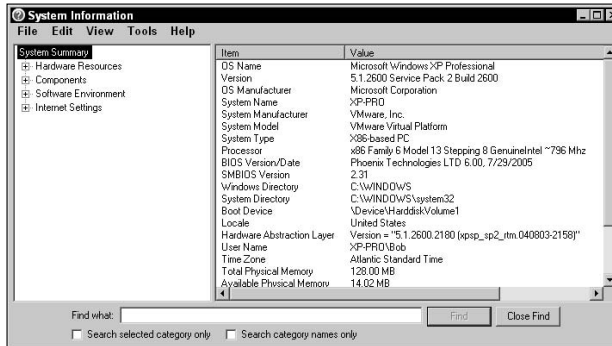 System Information
File Edit View Tools Help
System Summary
Hardware Resources
Components
Software Environment
Internet Settings
Item Value
OS Name Microsoft Windows XP Professional
Version 5.1.2600 Service Pack 2 Build 2600
OS Manufacturer Microsoft Corporation
System Name XP-PRO
System Manufacturer VMware, Inc.
System Model VMware Virtual Platform
System Type X86-based PC
Processor x86 Family 6 Model 13 Stepping 8 GenuineIntel ~796 Mhz
BIOS Version/Date Phoenix Technologies LTD 6.00, 7/29/2005
SMBIOS Version 2.31
Windows Directory C:\WINDOWS
System Directory C:\WINDOWS\system32
Boot Device \Device\HarddiskVolume1
Locale United States
Hardware Abstraction Layer Version = "5.1.2600.2180 (xpsp_sp2_rtm.040803-2158)"
User Name XP-PRO\Bob
Time Zone Atlantic Standard Time
Total Physical Memory 128.00 MB
Available Physical Memory 14.02 MB
Find what: Find Close Find
Search selected category only Search category names only